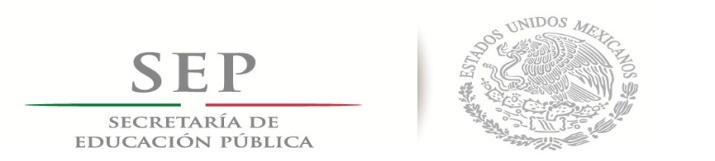 SEP
SECRETARÍA DE
EDUCACIÓN PÚBLICA
ESTADOS UNIDOS MEXICANOS